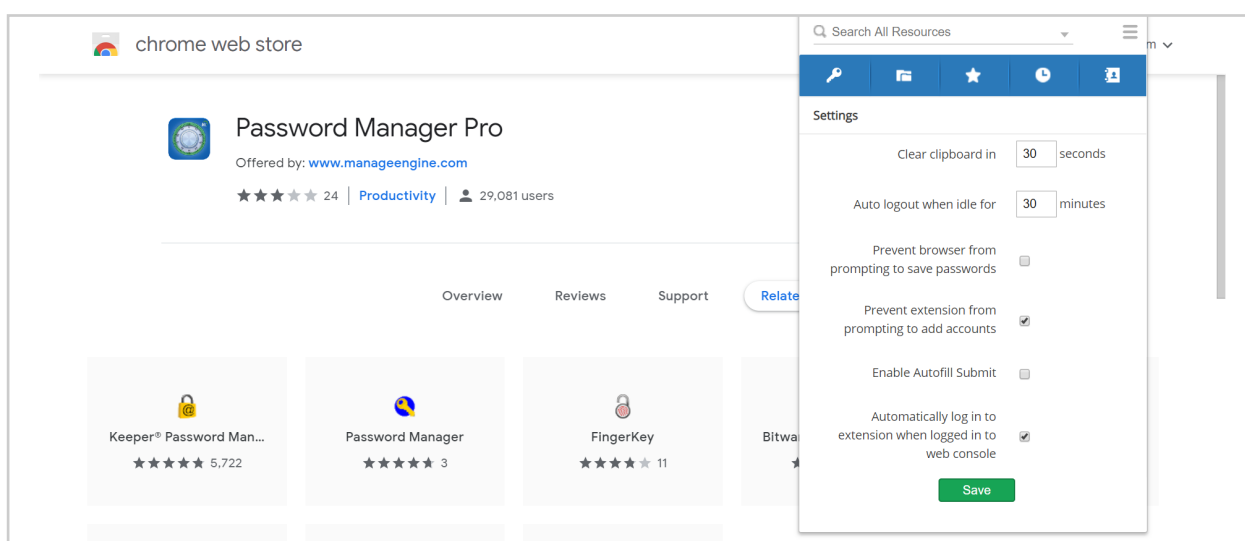 chrome web store
Password Manager Pro
Offered by: www.manageengine.com
24 Productivity 29,081 users
Overview Reviews Support Relate
Keeper® Password Man...
5,722
Password Manager
3
FingerKey
11
Bitwa
Search All Resources
m
Settings
Clear clipboard in 30 seconds
Auto logout when idle for 30 minutes
Prevent browser from
prompting to save passwords
Prevent extension from
prompting to add accounts
Enable Autofill Submit
Automatically log in to
extension when logged in to
web console
Save